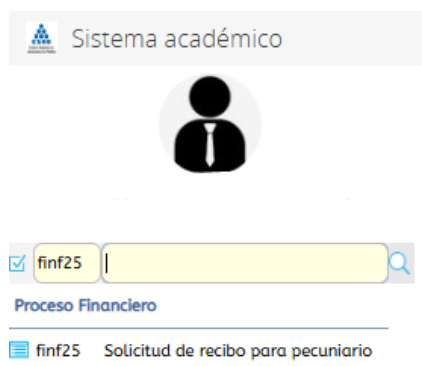 Sistema académico
finf25
Proceso Financiero
finf25 Solicitud de recibo para pecuniario